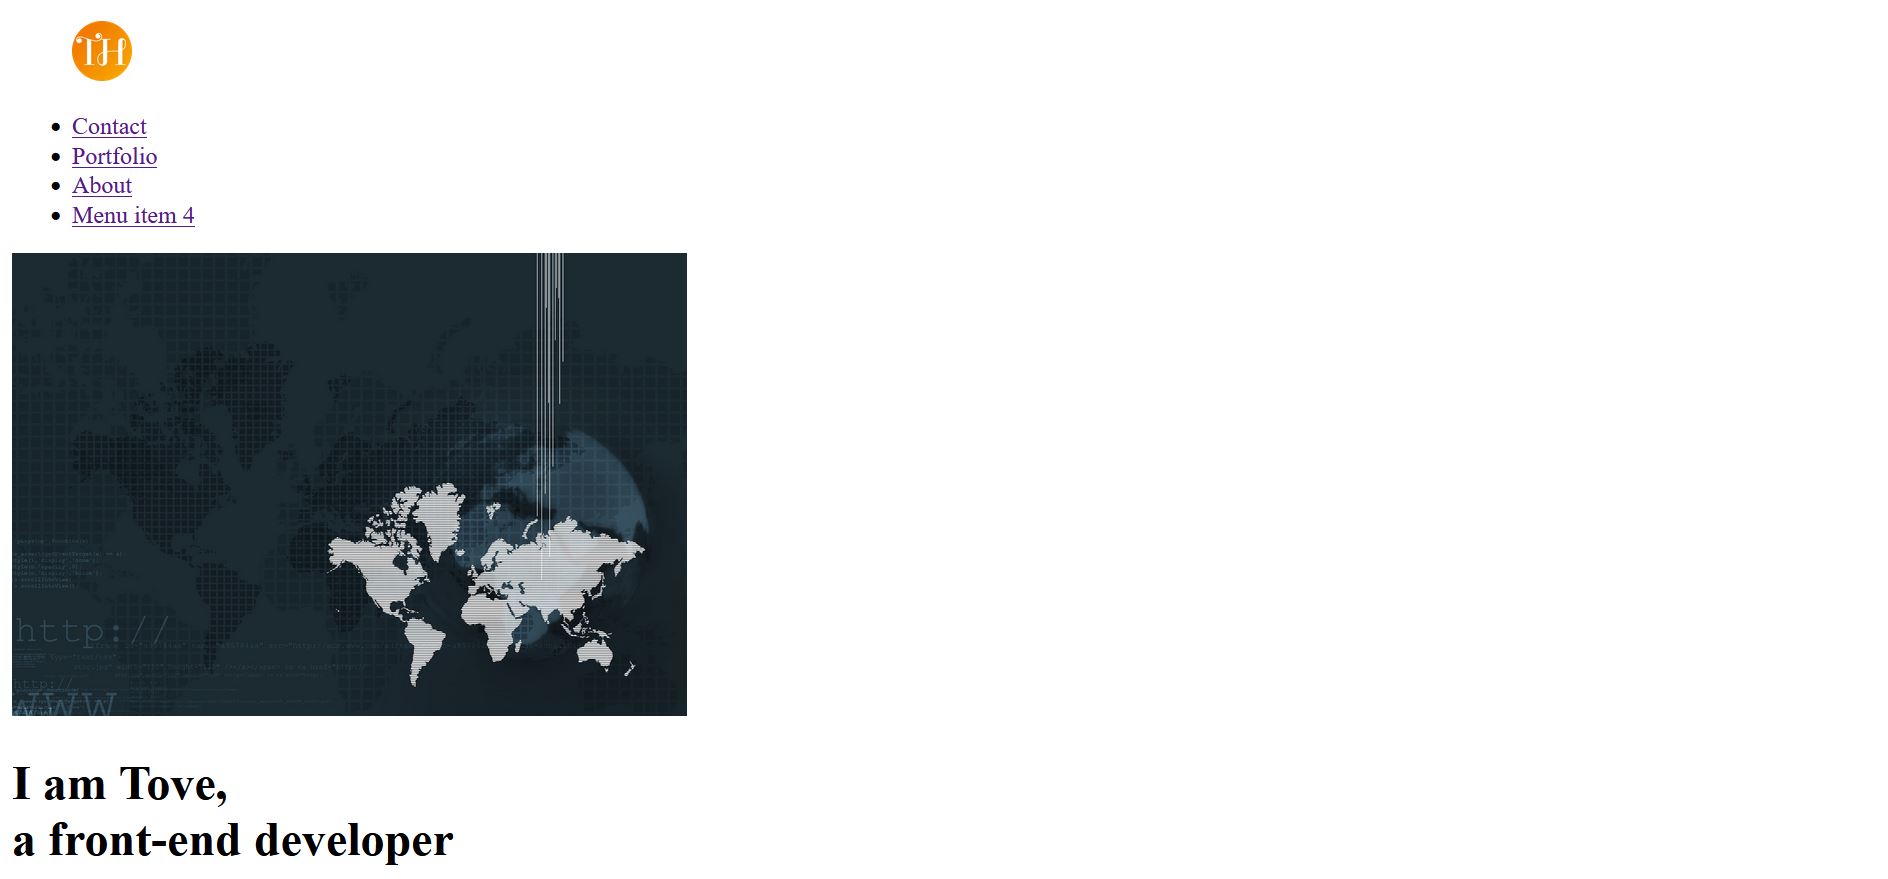 TH
Contact
Portfolio
About
Menu item 4
http://
http://
WWW
I am Tove,
a front-end developer